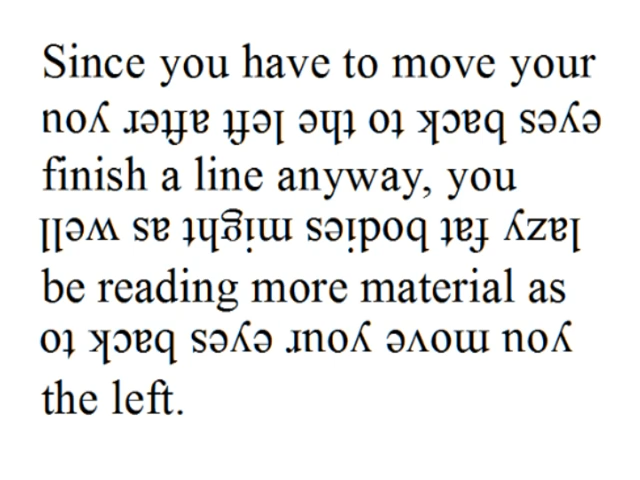 Since you have to move your
eyes back to the left after you
finish a line anyway, you
lazy fat bodies might as well
be reading more material as
you move your eyes back to
the left.